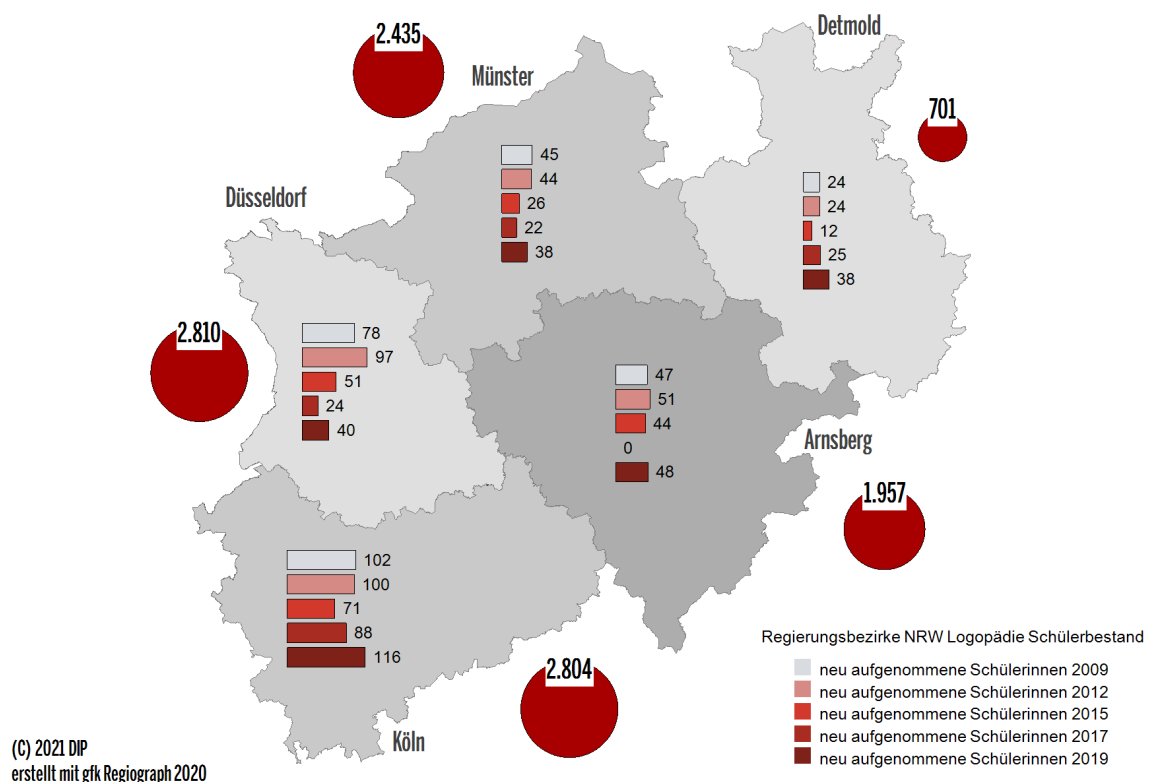 2.435
Münster
45
44
26
22
38
Detmold
701
24
24
12
25
38
Düsseldorf
2.810
78
97
51
24
40
47
51
44
0
48
Arnsberg
1.957
102
100
71
88
116
Köln
2.804
Regierungsbezirke NRW Logopädie Schülerbestand
neu aufgenommene Schülerinnen 2009
neu aufgenommene Schülerinnen 2012
neu aufgenommene Schülerinnen 2015
neu aufgenommene Schülerinnen 2017
neu aufgenommene Schülerinnen 2019
(C) 2021 DIP
erstellt mit gfk Regiograph 2020